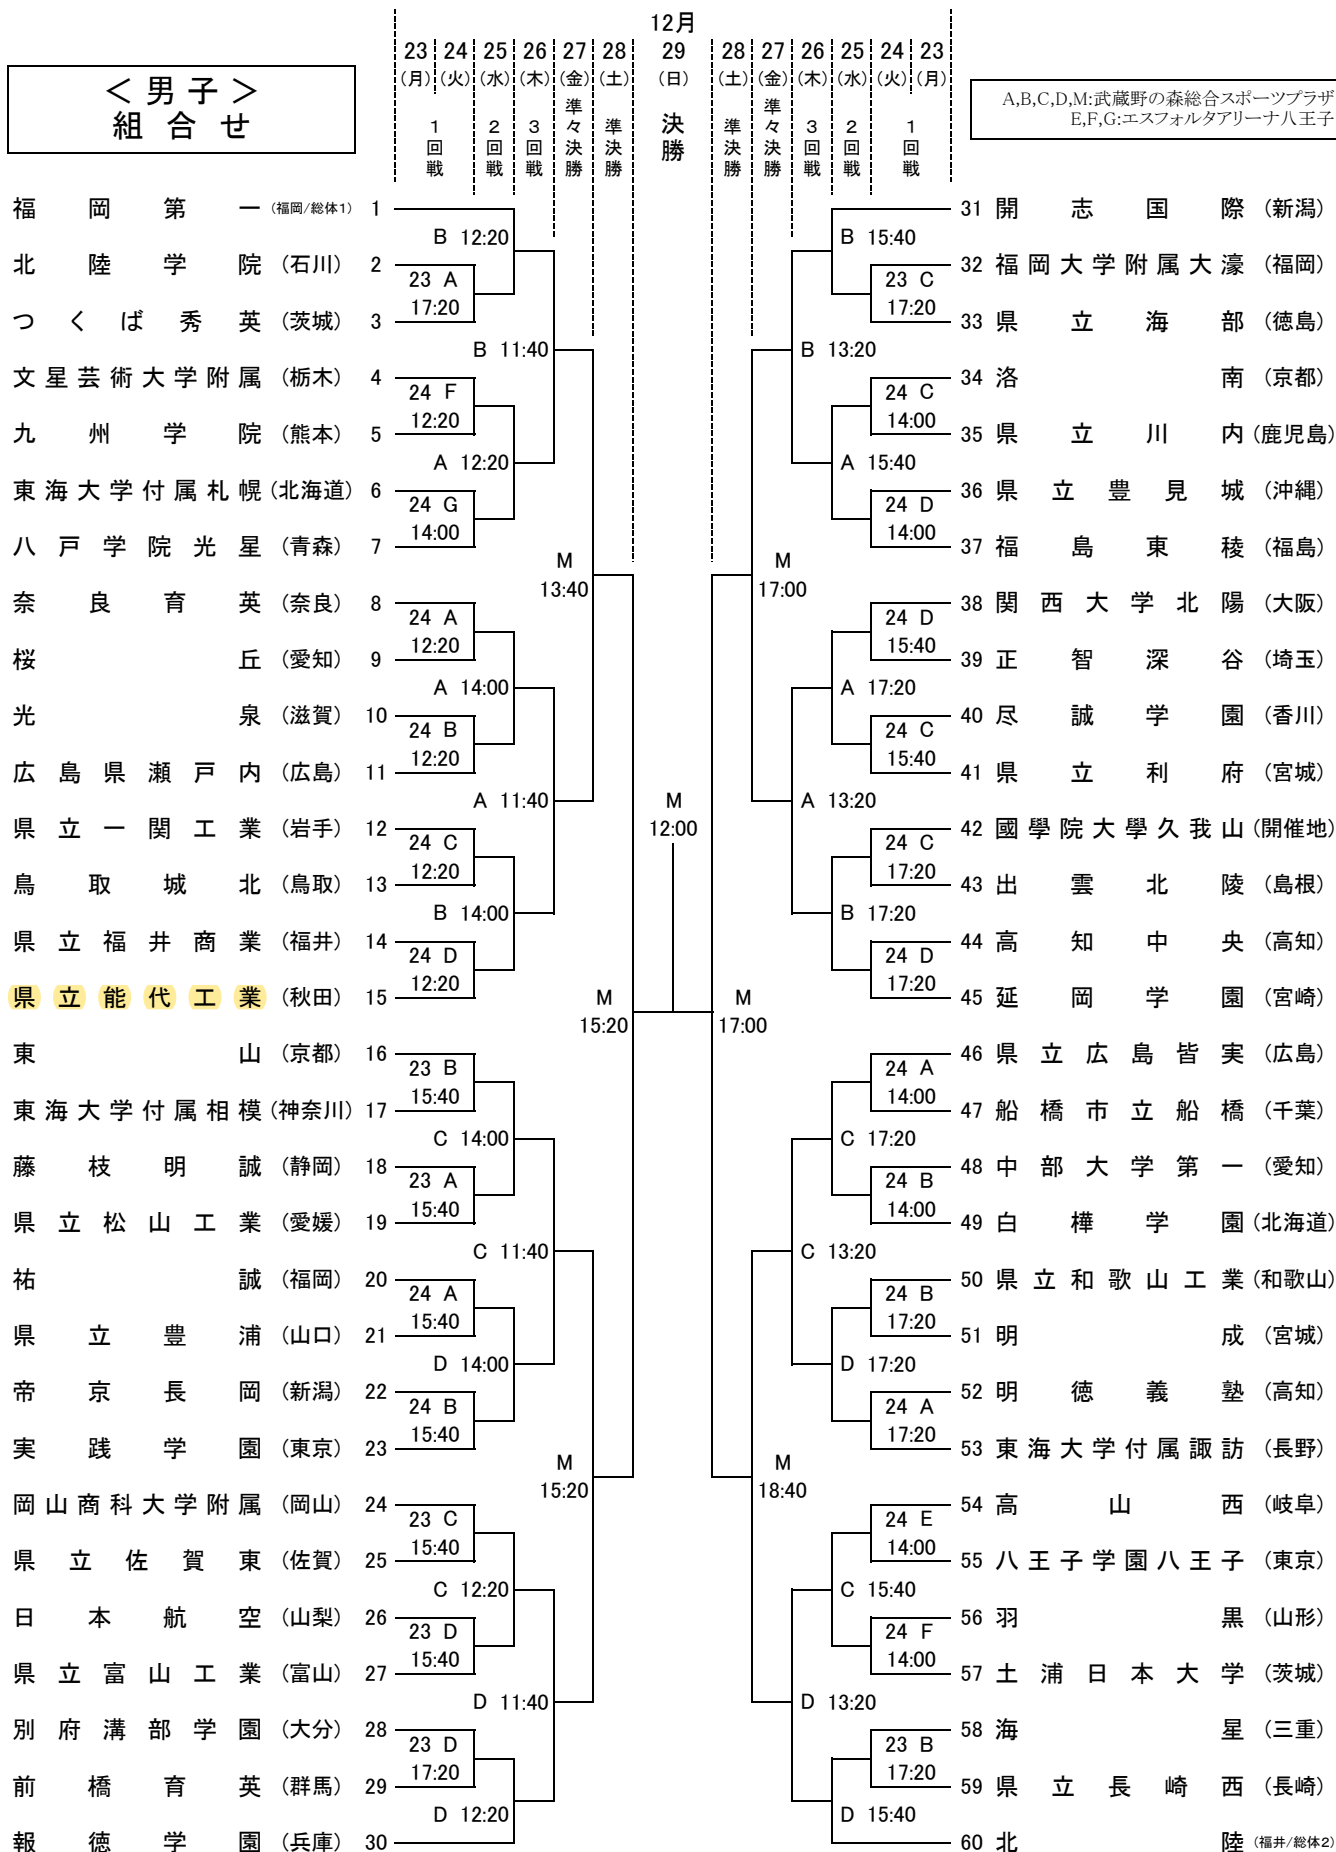 12月
23 24 25 26 27 28 29 28 27 26 25 24 23
(月) (火) (水) (木) (金) (土) (日) (土) (金) (木) (水) (火) (月)
1回戦 2回戦 3回戦 準々決勝 準決勝 決勝 準決勝 準々決勝 3回戦 2回戦 1回戦
＜男子＞
組合せ
A,B,C,D,M:武蔵野の森総合スポーツプラザ
E,F,G:エスフォルタアリーナ八王子
福岡第一 (福岡/総体1) 1
B 12:20
北陸学院 (石川) 2
23 A
17:20
つくば秀英 (茨城) 3
B 11:40
文星芸術大学附属 (栃木) 4
24 F
12:20
九州学院 (熊本) 5
A 12:20
東海大学付属札幌 (北海道) 6
24 G
14:00
八戸学院光星 (青森) 7
M
13:40
奈良育英 (奈良) 8
24 A
12:20
桜丘 (愛知) 9
A 14:00
光泉 (滋賀) 10
24 B
12:20
広島県瀬戸内 (広島) 11
A 11:40
県立一関工業 (岩手) 12
24 C
12:20
鳥取城北 (鳥取) 13
B 14:00
県立福井商業 (福井) 14
24 D
12:20
県立能代工業 (秋田) 15
M
15:20
東山 (京都) 16
23 B
15:40
東海大学付属相模 (神奈川) 17
C 14:00
藤枝明誠 (静岡) 18
23 A
15:40
県立松山工業 (愛媛) 19
C 11:40
祐誠 (福岡) 20
24 A
15:40
県立豊浦 (山口) 21
D 14:00
帝京長岡 (新潟) 22
24 B
15:40
実践学園 (東京) 23
M
15:20
岡山商科大学附属 (岡山) 24
23 C
15:40
県立佐賀東 (佐賀) 25
C 12:20
日本航空 (山梨) 26
23 D
15:40
県立富山工業 (富山) 27
D 11:40
別府溝部学園 (大分) 28
23 D
17:20
前橋育英 (群馬) 29
D 12:20
報徳学園 (兵庫) 30
M
12:00
31 開志国際 (新潟)
B 15:40
32 福岡大学附属大濠 (福岡)
23 C
17:20
33 県立海部 (徳島)
B 13:20
34 洛南 (京都)
24 C
14:00
35 県立川内 (鹿児島)
A 15:40
36 県立豊見城 (沖縄)
24 D
14:00
37 福島東稜 (福島)
M
17:00
38 関西大学北陽 (大阪)
24 D
15:40
39 正智深谷 (埼玉)
A 17:20
40 尽誠学園 (香川)
24 C
15:40
41 県立利府 (宮城)
A 13:20
42 國學院大學久我山 (開催地)
24 C
17:20
43 出雲北陵 (島根)
B 17:20
44 高知中央 (高知)
24 D
17:20
45 延岡学園 (宮崎)
M
17:00
46 県立広島皆実 (広島)
24 A
14:00
47 船橋市立船橋 (千葉)
C 17:20
48 中部大学第一 (愛知)
24 B
14:00
49 白樺学園 (北海道)
C 13:20
50 県立和歌山工業 (和歌山)
24 B
17:20
51 明成 (宮城)
D 17:20
52 明徳義塾 (高知)
24 A
17:20
53 東海大学付属諏訪 (長野)
M
18:40
54 高山西 (岐阜)
24 E
14:00
55 八王子学園八王子 (東京)
C 15:40
56 羽黒 (山形)
24 F
14:00
57 土浦日本大学 (茨城)
D 13:20
58 海星 (三重)
23 B
17:20
59 県立長崎西 (長崎)
D 15:40
60 北陸 (福井/総体2)